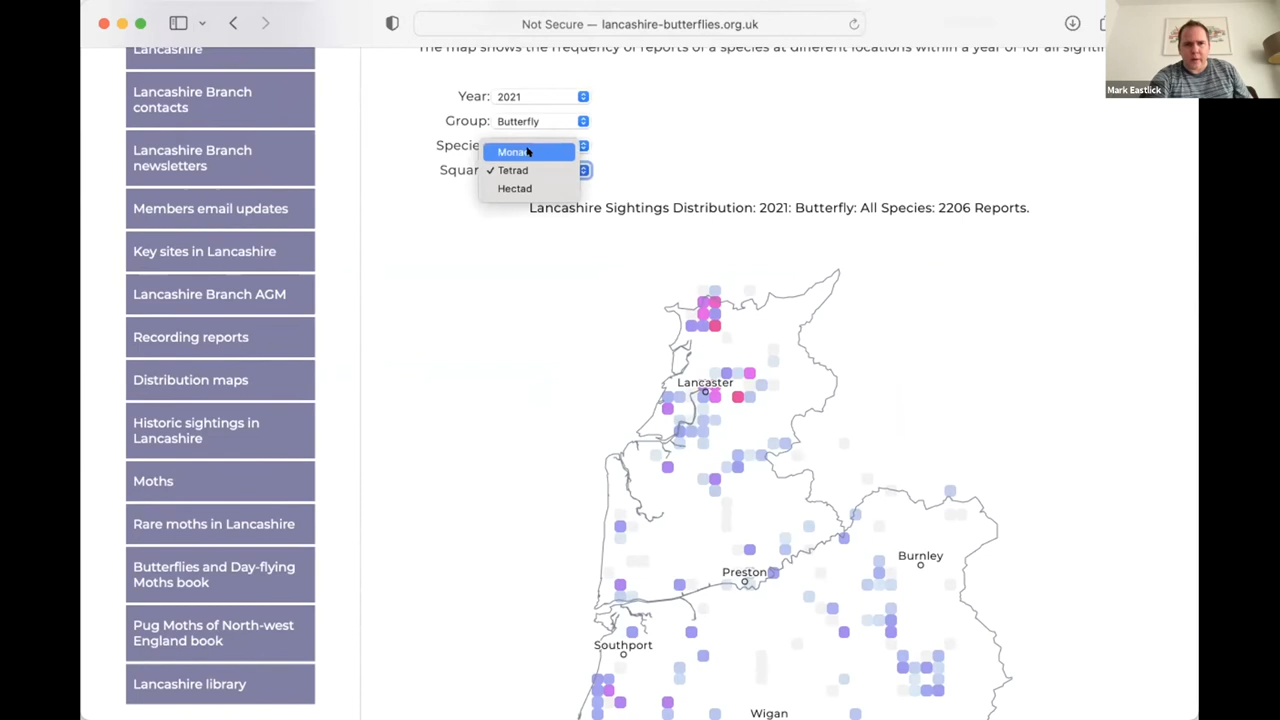 Not Secure — lancashire-butterflies.org.uk
Mark Eastlick
Lancashire
Lancashire Branch
contacts
Lancashire Branch
newsletters
Members email updates
Key sites in Lancashire
Lancashire Branch AGM
Recording reports
Distribution maps
Historic sightings in
Lancashire
Moths
Rare moths in Lancashire
Butterflies and Day-flying
Moths book
Pug Moths of North-west
England book
Lancashire library
The map shows the frequency of reports of a species at different locations within a year or for all
Year: 2021
Group: Butterfly
Tetrad
Hectad
Lancashire Sightings Distribution: 2021: Butterfly: All Species: 2206 Reports.
Lancaster
Burnley
Preston
Southport
Wigan